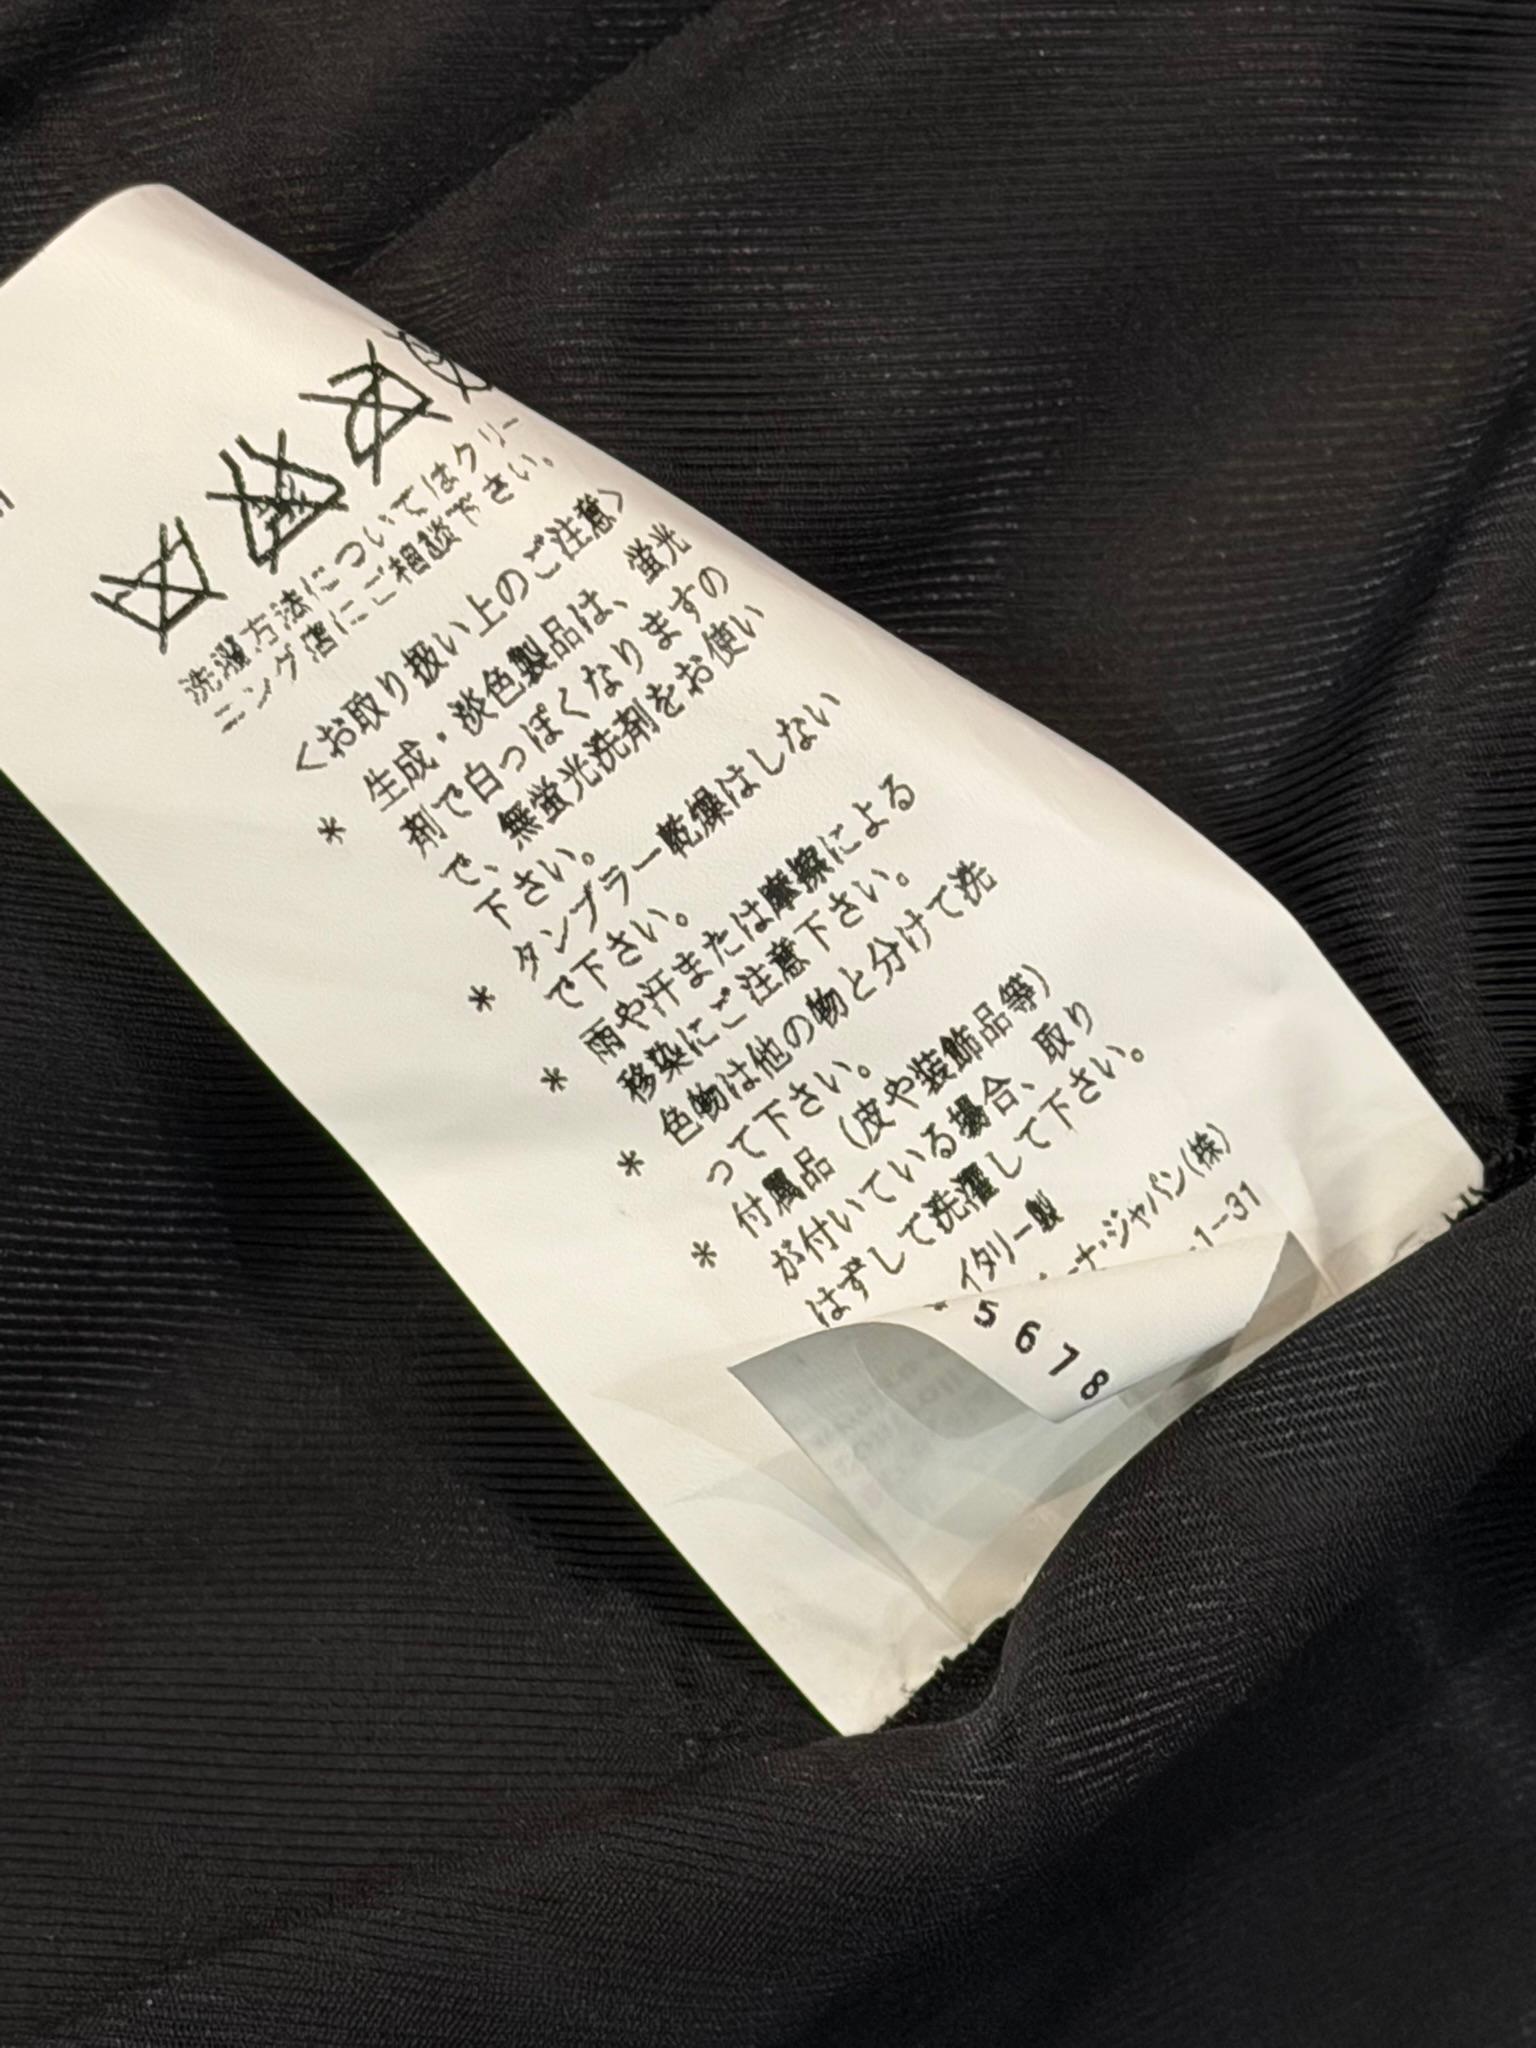 洗濯方法についてはクリー
ニング店にご相談下さい。
＜お取り扱い上のご注意＞
* 生成・淡色製品は、蛍光
剤で白っぽくなりますの
で、無蛍光洗剤をお使い
下さい。
* タンブラー乾燥はしない
で下さい。
* 雨や汗または摩擦による
移染にご注意下さい。
* 色物は他の物と分けて洗
って下さい。
* 付属品（皮や装飾品等）
が付いている場合、取り
はずして洗濯して下さい。
イタリー製
ーナ・ジャパン(株)
-1-31
5 6 7 8